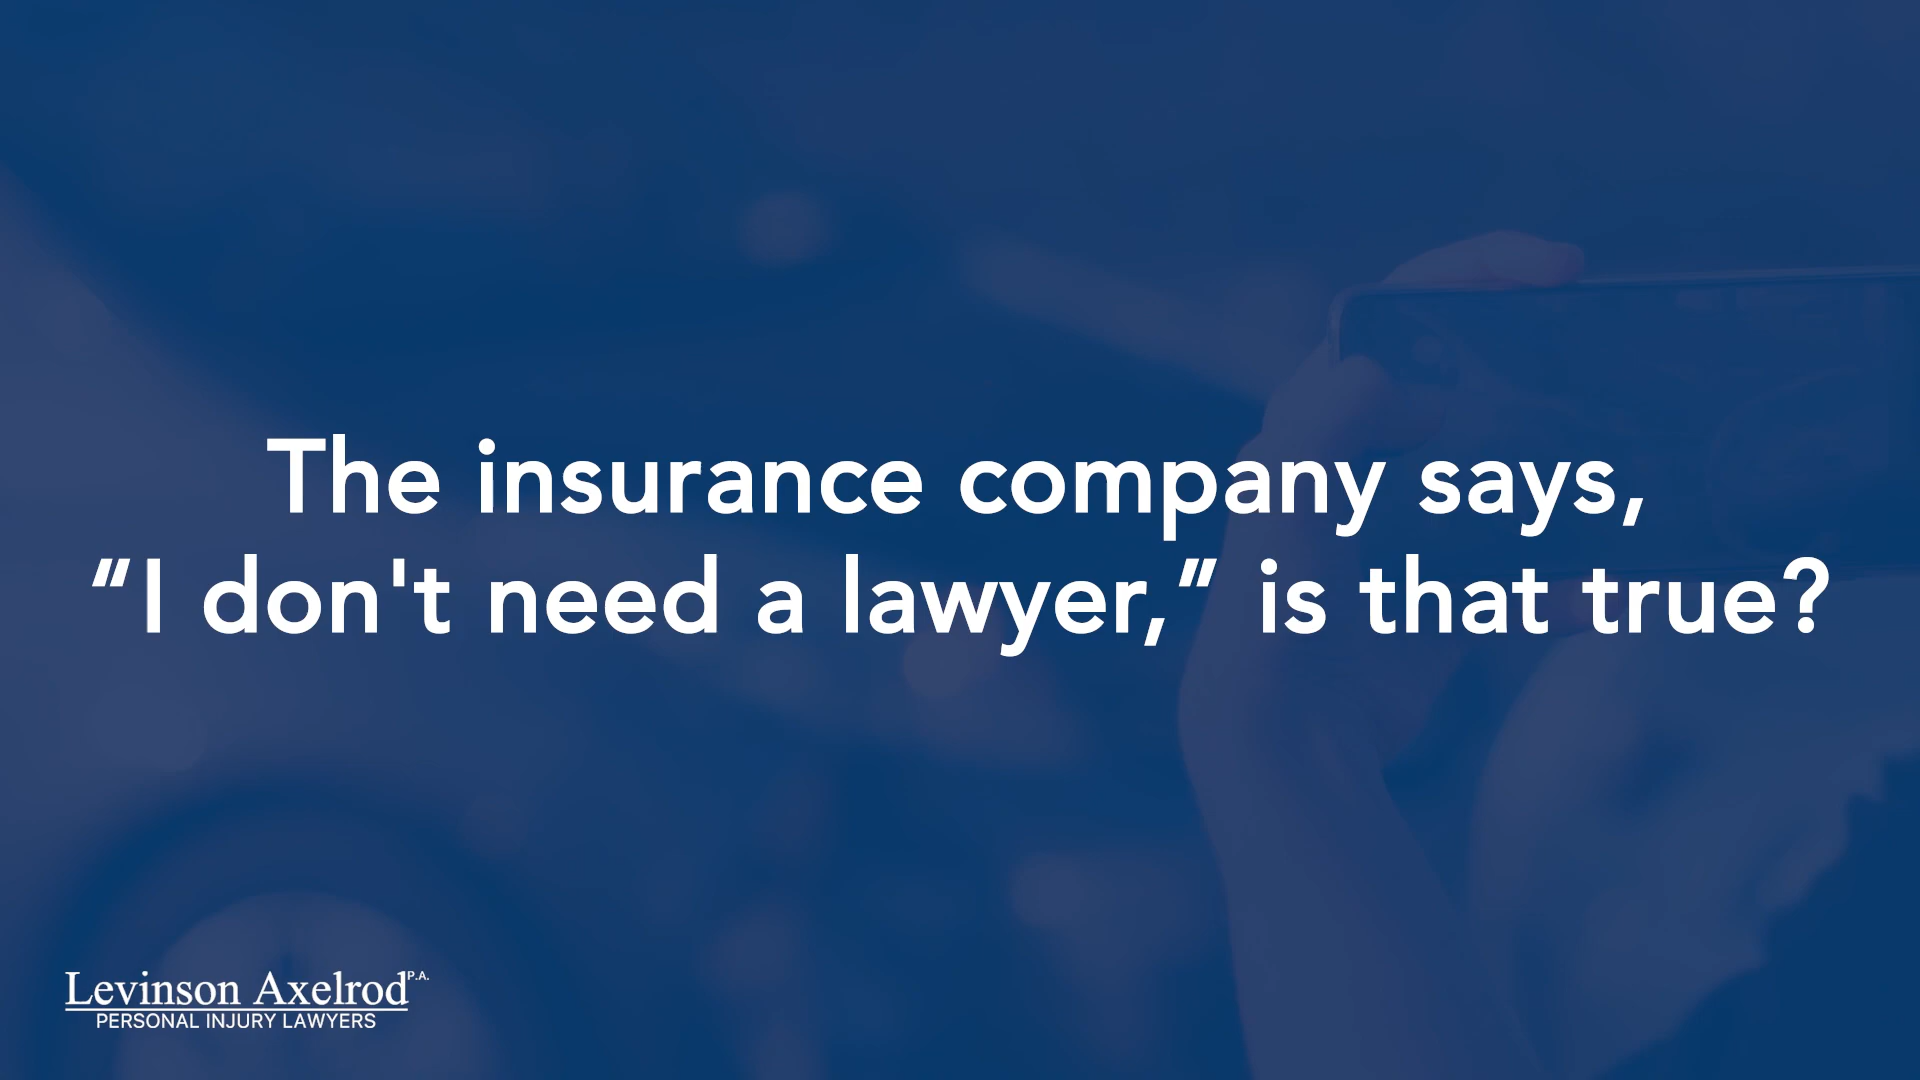 The insurance company says,
“I don't need a lawyer,” is that true?
Levinson Axelrod P.A.
PERSONAL INJURY LAWYERS